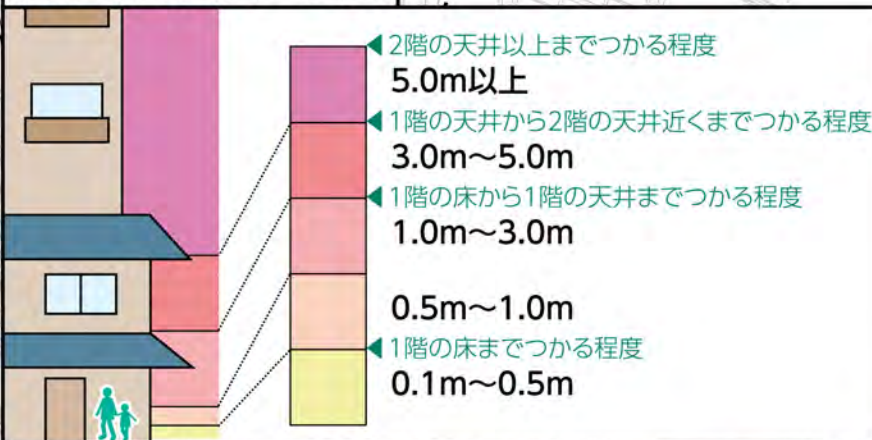 2階の天井以上までつかる程度
5.0m以上
1階の天井から2階の天井近くまでつかる程度
3.0m〜5.0m
1階の床から1階の天井までつかる程度
1.0m〜3.0m
0.5m〜1.0m
1階の床までつかる程度
0.1m〜0.5m